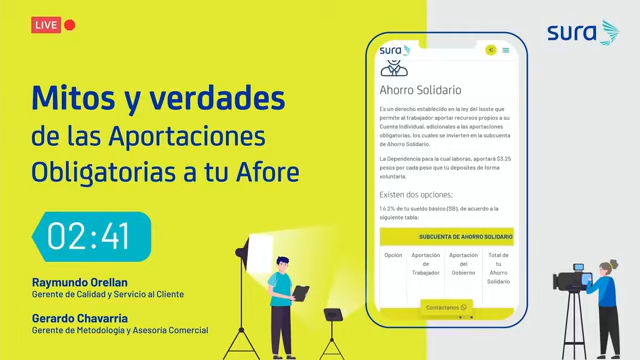 LIVE
Mitos y verdades
de las Aportaciones
Obligatorias a tu Afore
02:41
Raymundo Orellan
Gerente de Calidad y Servicio al Cliente
Gerardo Chavarria
Gerente de Metodología y Asesoría Comercial
sura
Ahorro Solidario
Es un derecho establecido en la ley del Issste que
permite al trabajador aportar recursos propios a su
Cuenta Individual, adicionales a las aportaciones
obligatorias, los cuales se invierten en la subcuenta
de Ahorro Solidario.
La Dependencia para la cual laboras, aportará $3.25
pesos por cada peso que tu deposites de forma
voluntaria.
Existen dos opciones:
1 ó 2% de tu sueldo básico (SB), de acuerdo a la
siguiente tabla:
SUBCUENTA DE AHORRO SOLIDARIO
Opción Aportación de Trabajador Aportación del Gobierno Total de tu Ahorro Solidario
Contáctanos
sura